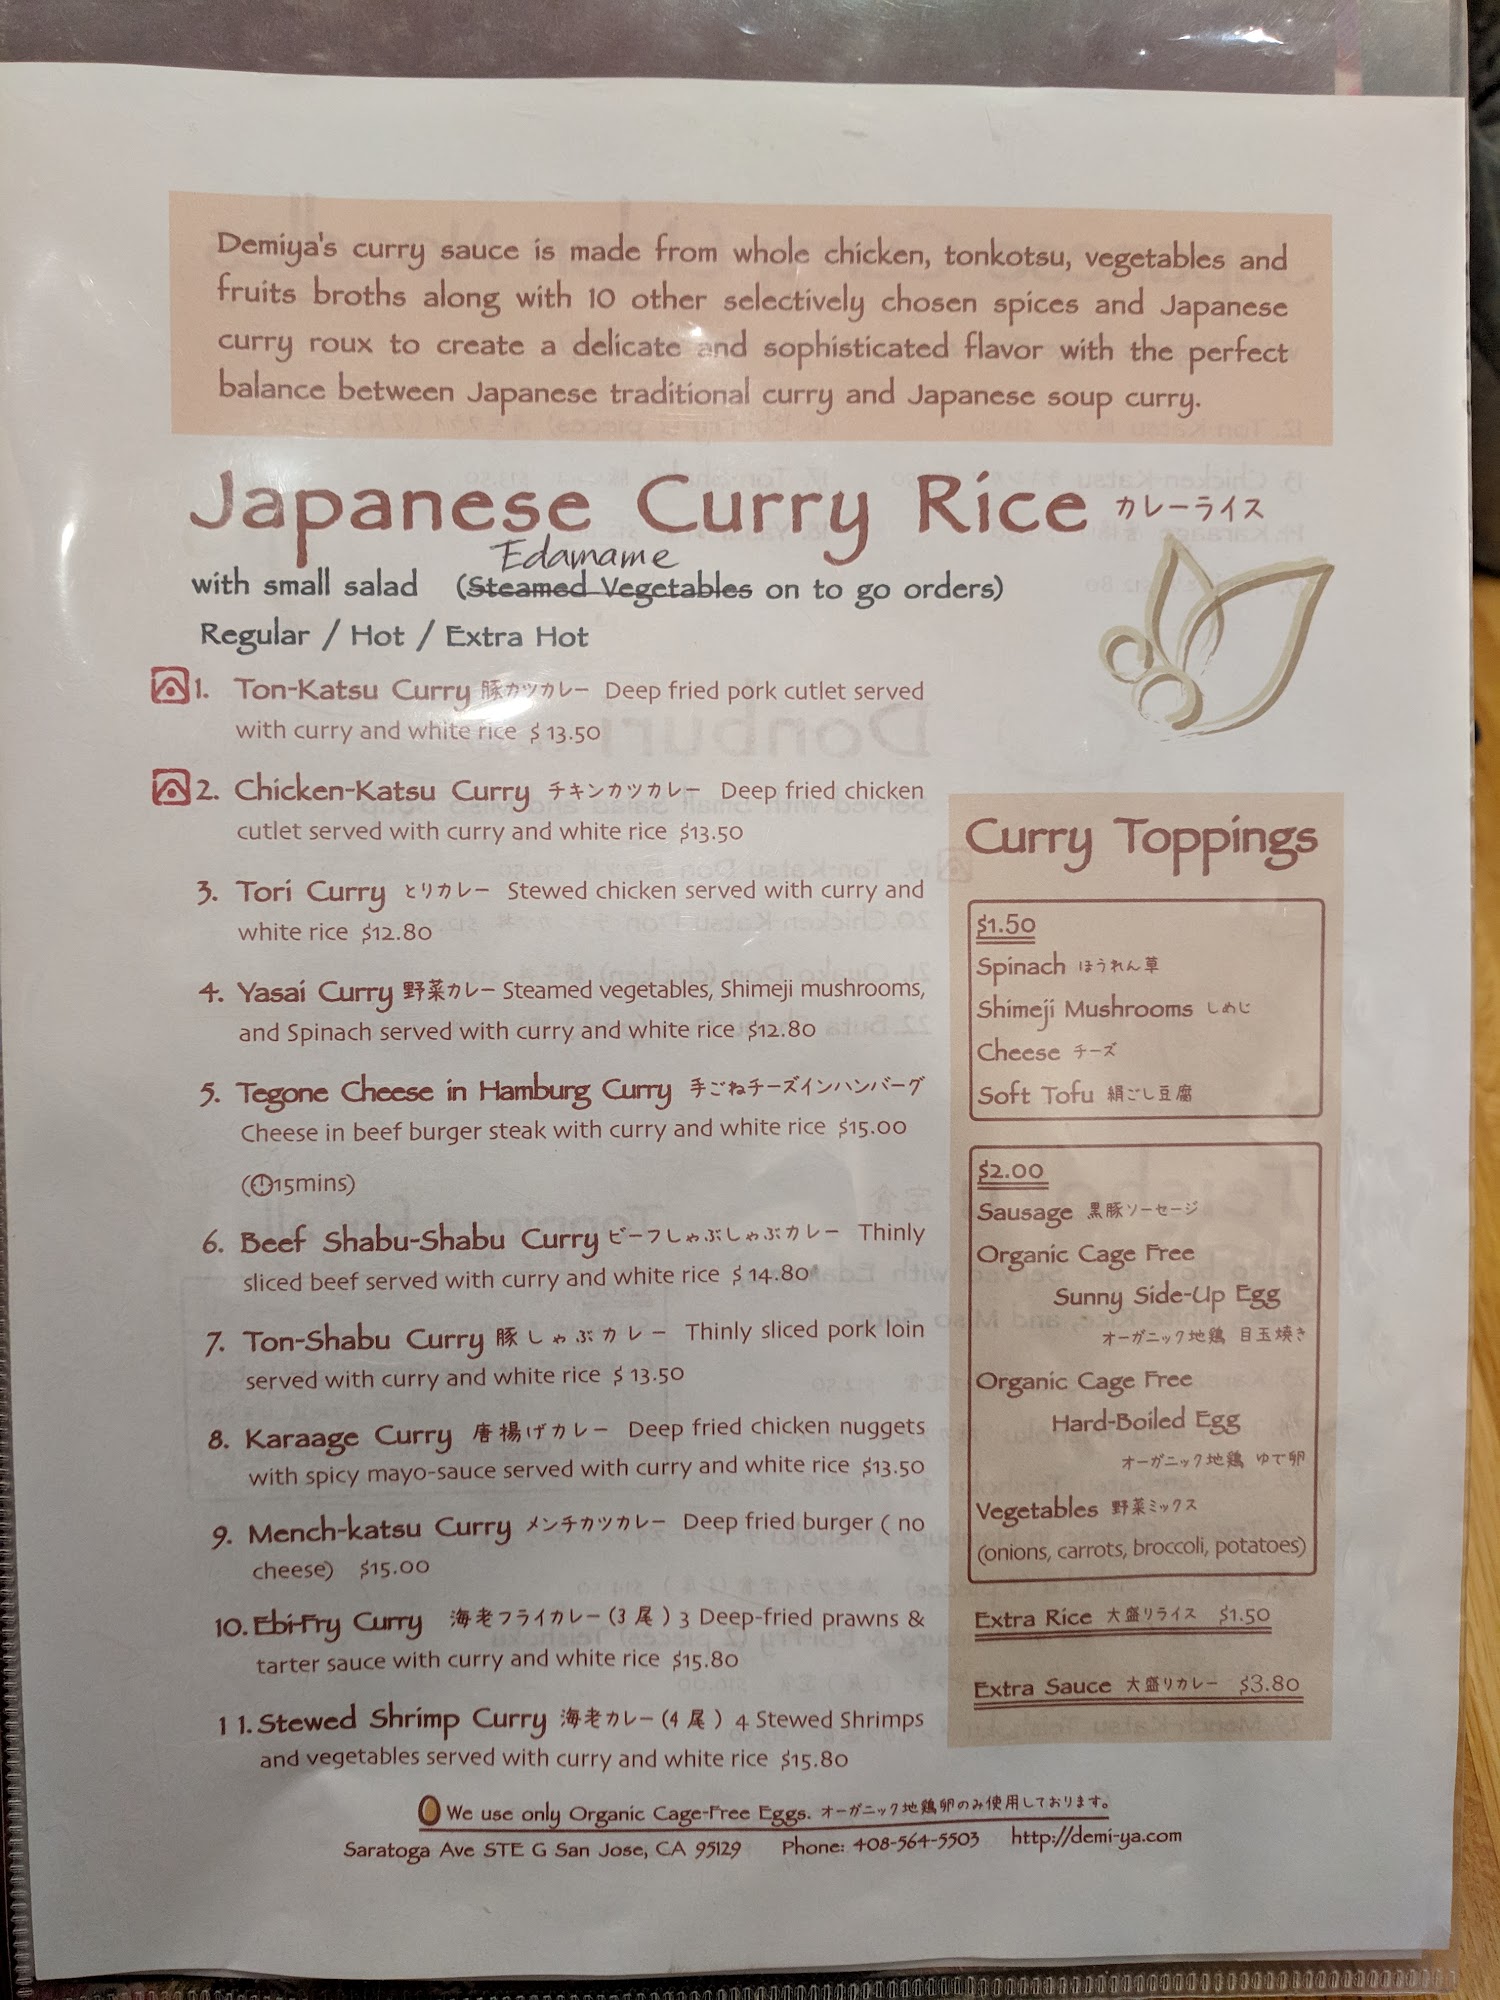 Demiya's curry sauce is made from whole chicken, tonkotsu, vegetables and
fruits broths along with 10 other selectively chosen spices and Japanese
curry roux to create a delicate and sophisticated flavor with the perfect
balance between Japanese traditional curry and Japanese soup curry.
Japanese Curry Rice カレーライス
Edamame
with small salad (Steamed Vegetables on to go orders)
Regular / Hot / Extra Hot
1. Ton-Katsu Curry 豚カツカレー Deep fried pork cutlet served
with curry and white rice $ 13.50
2. Chicken-Katsu Curry チキンカツカレー Deep fried chicken
cutlet served with curry and white rice $13.50
3. Tori Curry とりカレー Stewed chicken served with curry and
white rice $12.80
4. Yasai Curry 野菜カレー Steamed vegetables, Shimeji mushrooms,
and Spinach served with curry and white rice $12.80
5. Tegone Cheese in Hamburg Curry 手ごねチーズインハンバーグ
Cheese in beef burger steak with curry and white rice $15.00
(15mins)
6. Beef Shabu-Shabu Curry ビーフしゃぶしゃぶカレー Thinly
sliced beef served with curry and white rice $ 14.80
7. Ton-Shabu Curry 豚しゃぶカレー Thinly sliced pork loin
served with curry and white rice $ 13.50
8. Karaage Curry 唐揚げカレー Deep fried chicken nuggets
with spicy mayo-sauce served with curry and white rice $13.50
9. Mench-katsu Curry メンチカツカレー Deep fried burger ( no
cheese) $15.00
10. Ebi-Fry Curry 海老フライカレー(3 尾 ) 3 Deep-fried prawns &
tarter sauce with curry and white rice $15.80
1 1. Stewed Shrimp Curry 海老カレー(4 尾 ) 4 Stewed Shrimps
and vegetables served with curry and white rice $15.80
Curry Toppings
$1.50
Spinach ほうれん草
Shimeji Mushrooms しめじ
Cheese チーズ
Soft Tofu 絹ごし豆腐
$2.00
Sausage 黒豚ソーセージ
Organic Cage Free
Sunny Side-Up Egg
オーガニック地鶏 目玉焼き
Organic Cage Free
Hard-Boiled Egg
オーガニック地鶏 ゆで卵
Vegetables 野菜ミックス
(onions, carrots, broccoli, potatoes)
Extra Rice 大盛りライス $1.50
Extra Sauce 大盛りカレー $3.80
We use only Organic Cage-Free Eggs. オーガニック地鶏卵のみ使用しております。
Saratoga Ave STE G San Jose, CA 95129 Phone: 408-564-5503 http://demi-ya.com